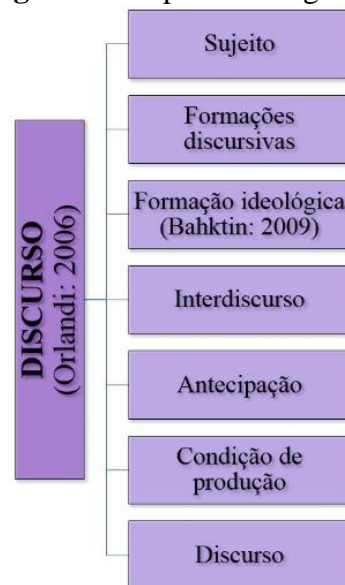 Sujeito
Formações
discursivas
Formação ideológica
(Bahktin: 2009)
DISCURSO
(Orlandi: 2006)
Interdiscurso
Antecipação
Condição de
produção
Discurso